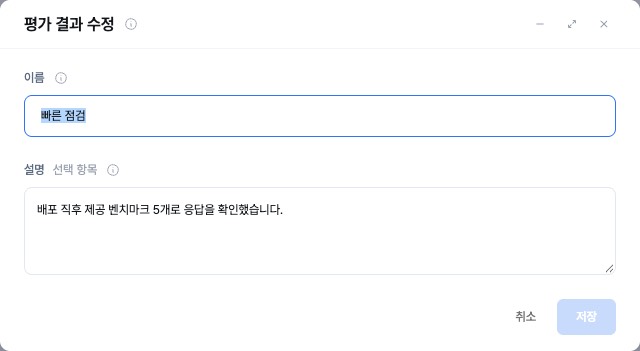 평가 결과 수정
이름
빠른 점검
설명 선택 항목
배포 직후 제공 벤치마크 5개로 응답을 확인했습니다.
취소 저장